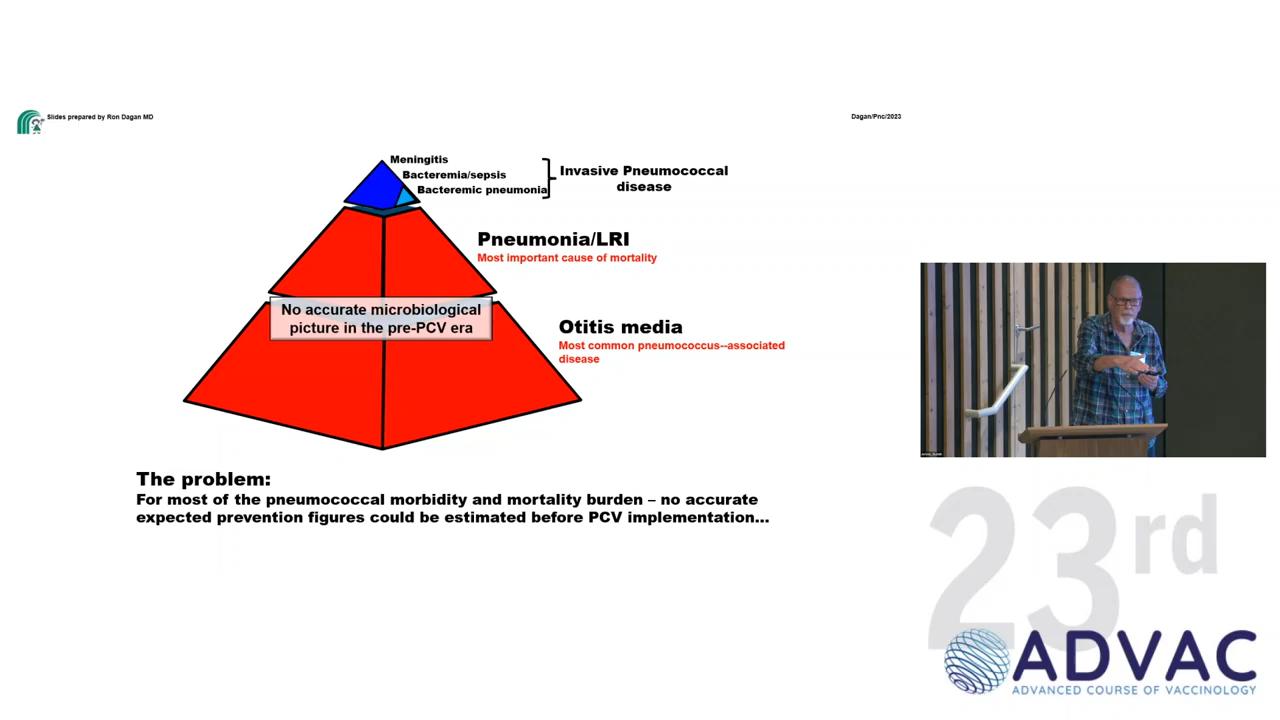 Slides prepared by Ron Dagan MD
Dagan/Pnc/2023
Meningitis
Bacteremia/sepsis
Bacteremic pneumonia
Invasive Pneumococcal
disease
Pneumonia/LRI
Most important cause of mortality
No accurate microbiological
picture in the pre-PCV era
Otitis media
Most common pneumococcus--associated
disease
The problem:
For most of the pneumococcal morbidity and mortality burden – no accurate
expected prevention figures could be estimated before PCV implementation...
23rd
ADVAC
ADVANCED COURSE OF VACCINOLOGY